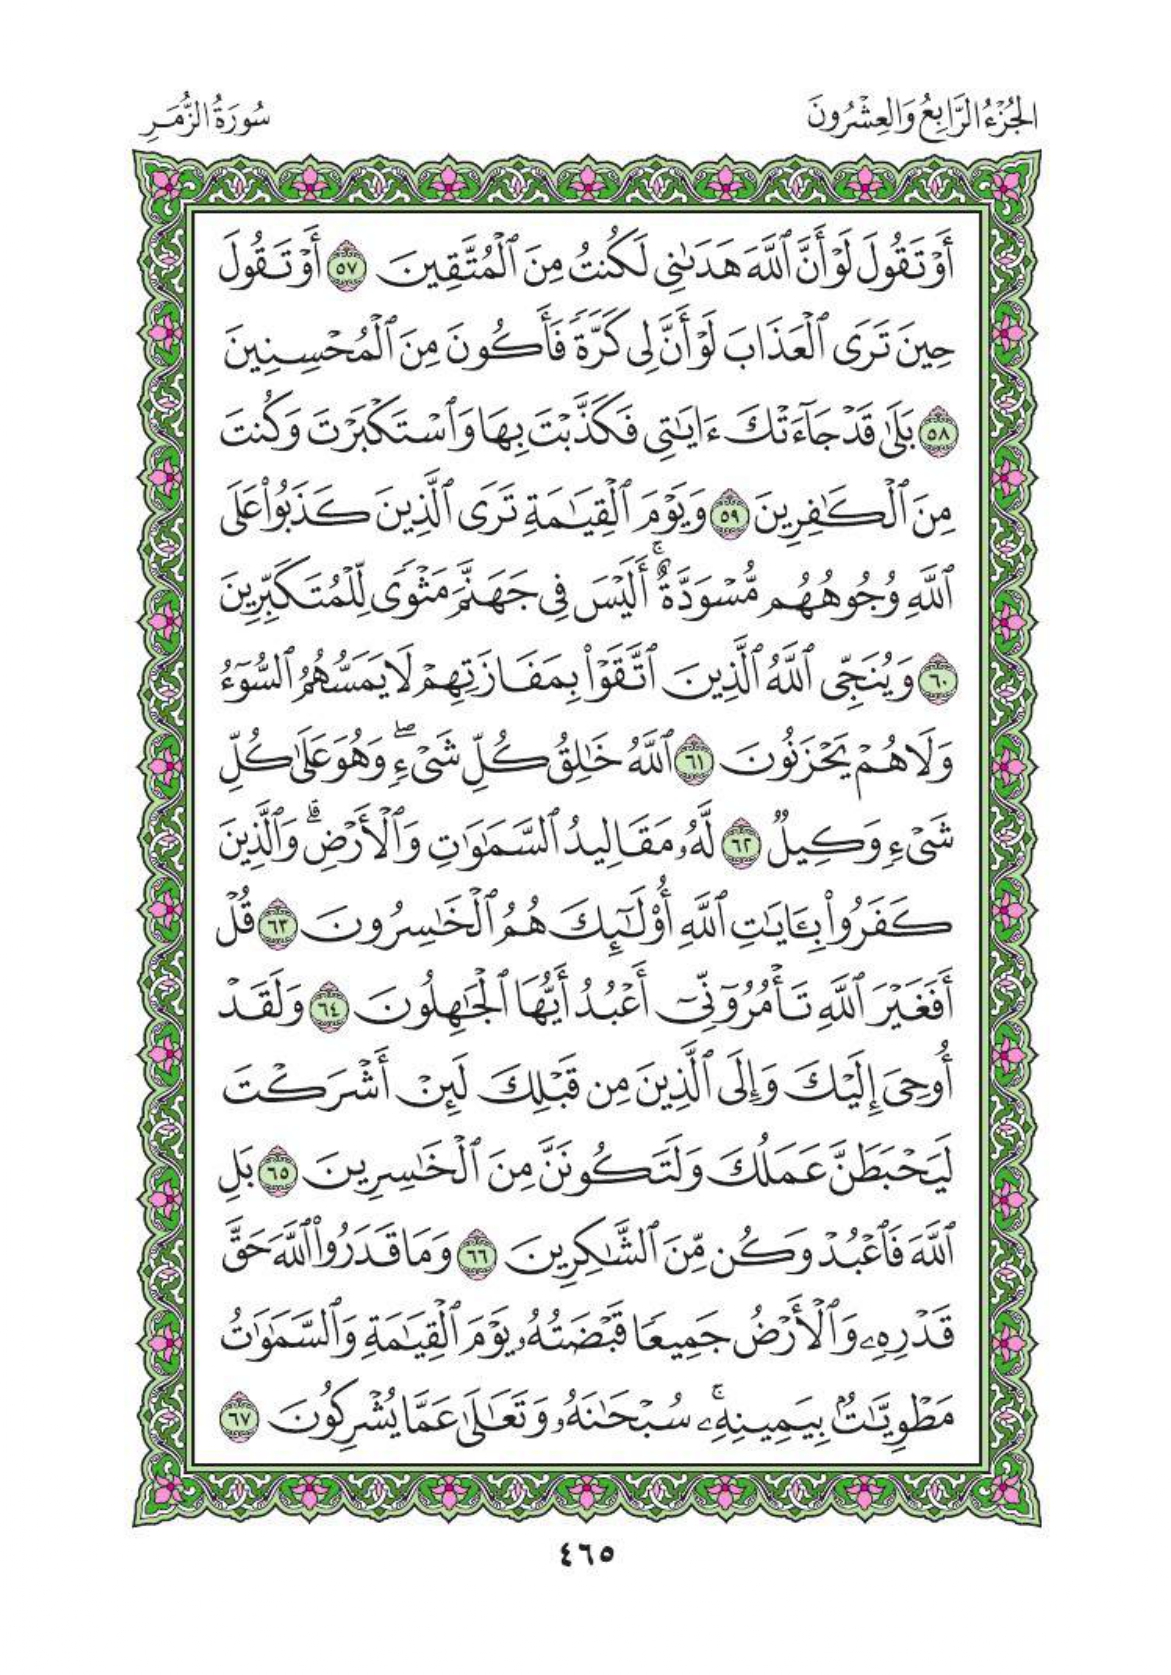 الجُزْءُ الرَّابِعُ وَالعِشْرُونَ
سُورَةُ الزُّمَرِ
أَوْ تَقُولَ لَوْ أَنَّ ٱللَّهَ هَدَىٰنِى لَكُنتُ مِنَ ٱلْمُتَّقِينَ ٥٧ أَوْ تَقُولَ
حِينَ تَرَى ٱلْعَذَابَ لَوْ أَنَّ لِى كَرَّةً فَأَكُونَ مِنَ ٱلْمُحْسِنِينَ
٥٨ بَلَىٰ قَدْ جَآءَتْكَ ءَايَٰتِى فَكَذَّبْتَ بِهَا وَٱسْتَكْبَرْتَ وَكُنتَ
مِنَ ٱلْكَٰفِرِينَ ٥٩ وَيَوْمَ ٱلْقِيَٰمَةِ تَرَى ٱلَّذِينَ كَذَبُوا۟ عَلَى
ٱللَّهِ وُجُوهُهُم مُّسْوَدَّةٌ ۚ أَلَيْسَ فِى جَهَنَّمَ مَثْوًى لِّلْمُتَكَبِّرِينَ
٦٠ وَيُنَجِّى ٱللَّهُ ٱلَّذِينَ ٱتَّقَوْا۟ بِمَفَازَتِهِمْ لَا يَمَسُّهُمُ ٱلسُّوٓءُ
وَلَا هُمْ يَحْزَنُونَ ٦١ ٱللَّهُ خَٰلِقُ كُلِّ شَىْءٍ ۖ وَهُوَ عَلَىٰ كُلِّ
شَىْءٍ وَكِيلٌ ٦٢ لَّهُۥ مَقَالِيدُ ٱلسَّمَٰوَٰتِ وَٱلْأَرْضِ ۗ وَٱلَّذِينَ
كَفَرُوا۟ بِـَٔايَٰتِ ٱللَّهِ أُو۟لَٰٓئِكَ هُمُ ٱلْخَٰسِرُونَ ٦٣ قُلْ
أَفَغَيْرَ ٱللَّهِ تَأْمُرُوٓنِّىٓ أَعْبُدُ أَيُّهَا ٱلْجَٰهِلُونَ ٦٤ وَلَقَدْ
أُوحِىَ إِلَيْكَ وَإِلَى ٱلَّذِينَ مِن قَبْلِكَ لَئِنْ أَشْرَكْتَ
لَيَحْبَطَنَّ عَمَلُكَ وَلَتَكُونَنَّ مِنَ ٱلْخَٰسِرِينَ ٦٥ بَلِ
ٱللَّهَ فَٱعْبُدْ وَكُن مِّنَ ٱلشَّٰكِرِينَ ٦٦ وَمَا قَدَرُوا۟ ٱللَّهَ حَقَّ
قَدْرِهِۦ وَٱلْأَرْضُ جَمِيعًا قَبْضَتُهُۥ يَوْمَ ٱلْقِيَٰمَةِ وَٱلسَّمَٰوَٰتُ
مَطْوِيَّٰتٌۢ بِيَمِينِهِۦ ۚ سُبْحَٰنَهُۥ وَتَعَٰلَىٰ عَمَّا يُشْرِكُونَ ٦٧
٤٦٥